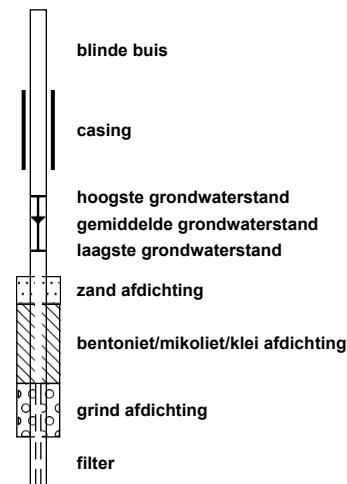 blinde buis
casing
hoogste grondwaterstand
gemiddelde grondwaterstand
laagste grondwaterstand
zand afdichting
bentoniet/mikoliet/klei afdichting
grind afdichting
filter